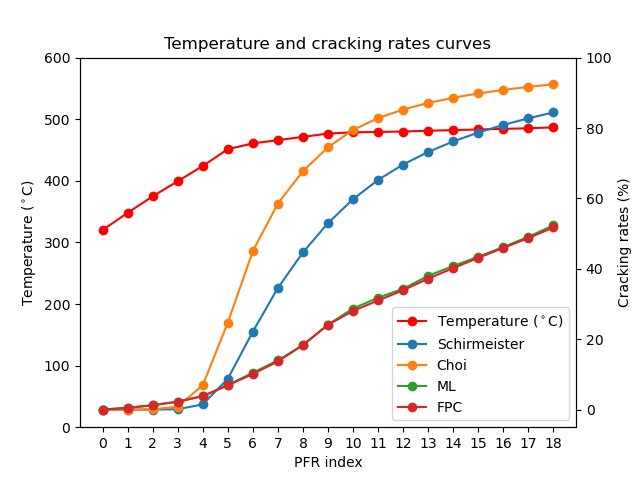 Temperature and cracking rates curves
600
500
400
300
200
100
0
Temperature (°C)
100
80
60
40
20
0
Cracking rates (%)
Temperature (°C)
Schirmeister
Choi
ML
FPC
0 1 2 3 4 5 6 7 8 9 10 11 12 13 14 15 16 17 18
PFR index